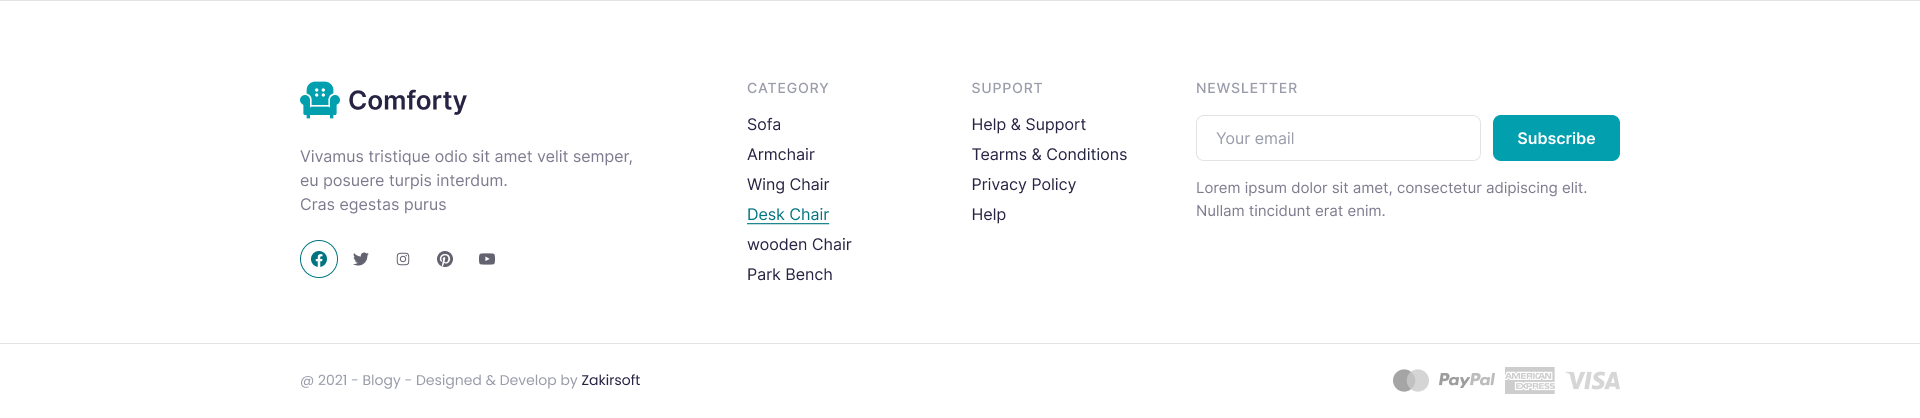 Comforty
Vivamus tristique odio sit amet velit semper,
eu posuere turpis interdum.
Cras egestas purus
CATEGORY
Sofa
Armchair
Wing Chair
Desk Chair
wooden Chair
Park Bench
SUPPORT
Help & Support
Tearms & Conditions
Privacy Policy
Help
NEWSLETTER
Your email
Subscribe
Lorem ipsum dolor sit amet, consectetur adipiscing elit.
Nullam tincidunt erat enim.
@ 2021 - Blogy - Designed & Develop by Zakirsoft
PayPal
AMERICAN
EXPRESS
VISA